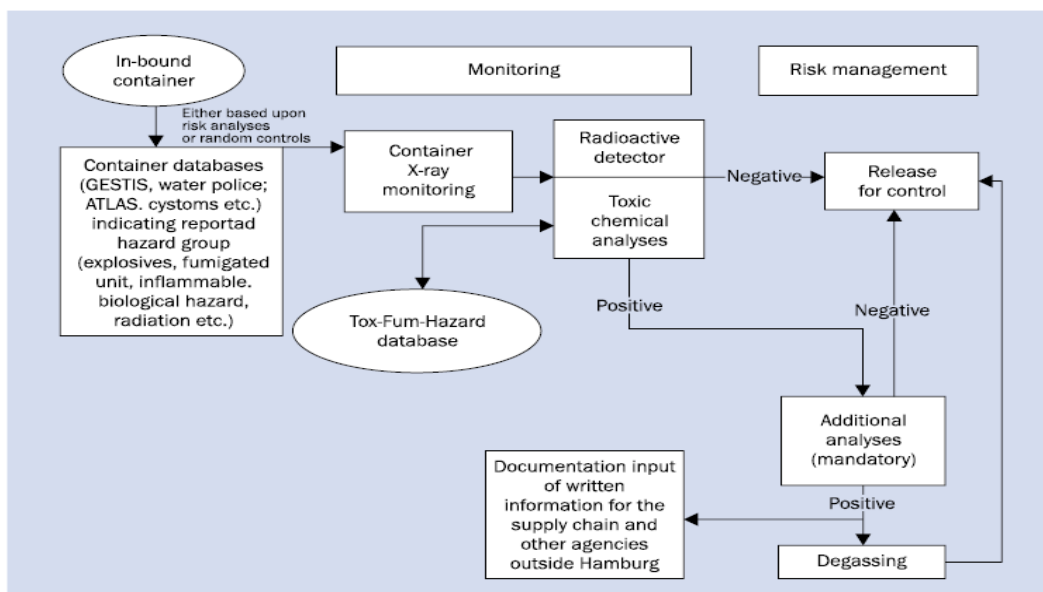 In-bound
container
Monitoring
Risk management
Either based upon
risk analyses
or random controls
Container databases
(GESTIS, water police;
ATLAS. cystoms etc.)
indicating reportad
hazard group
(explosives, fumigated
unit, inflammable.
biological hazard,
radiation etc.)
Container
X-ray
monitoring
Radioactive
detector
Toxic
chemical
analyses
Negative
Release
for control
Tox-Fum-Hazard
database
Positive
Negative
Additional
analyses
(mandatory)
Positive
Documentation input
of written
information for the
supply chain and
other agencies
outside Hamburg
Degassing